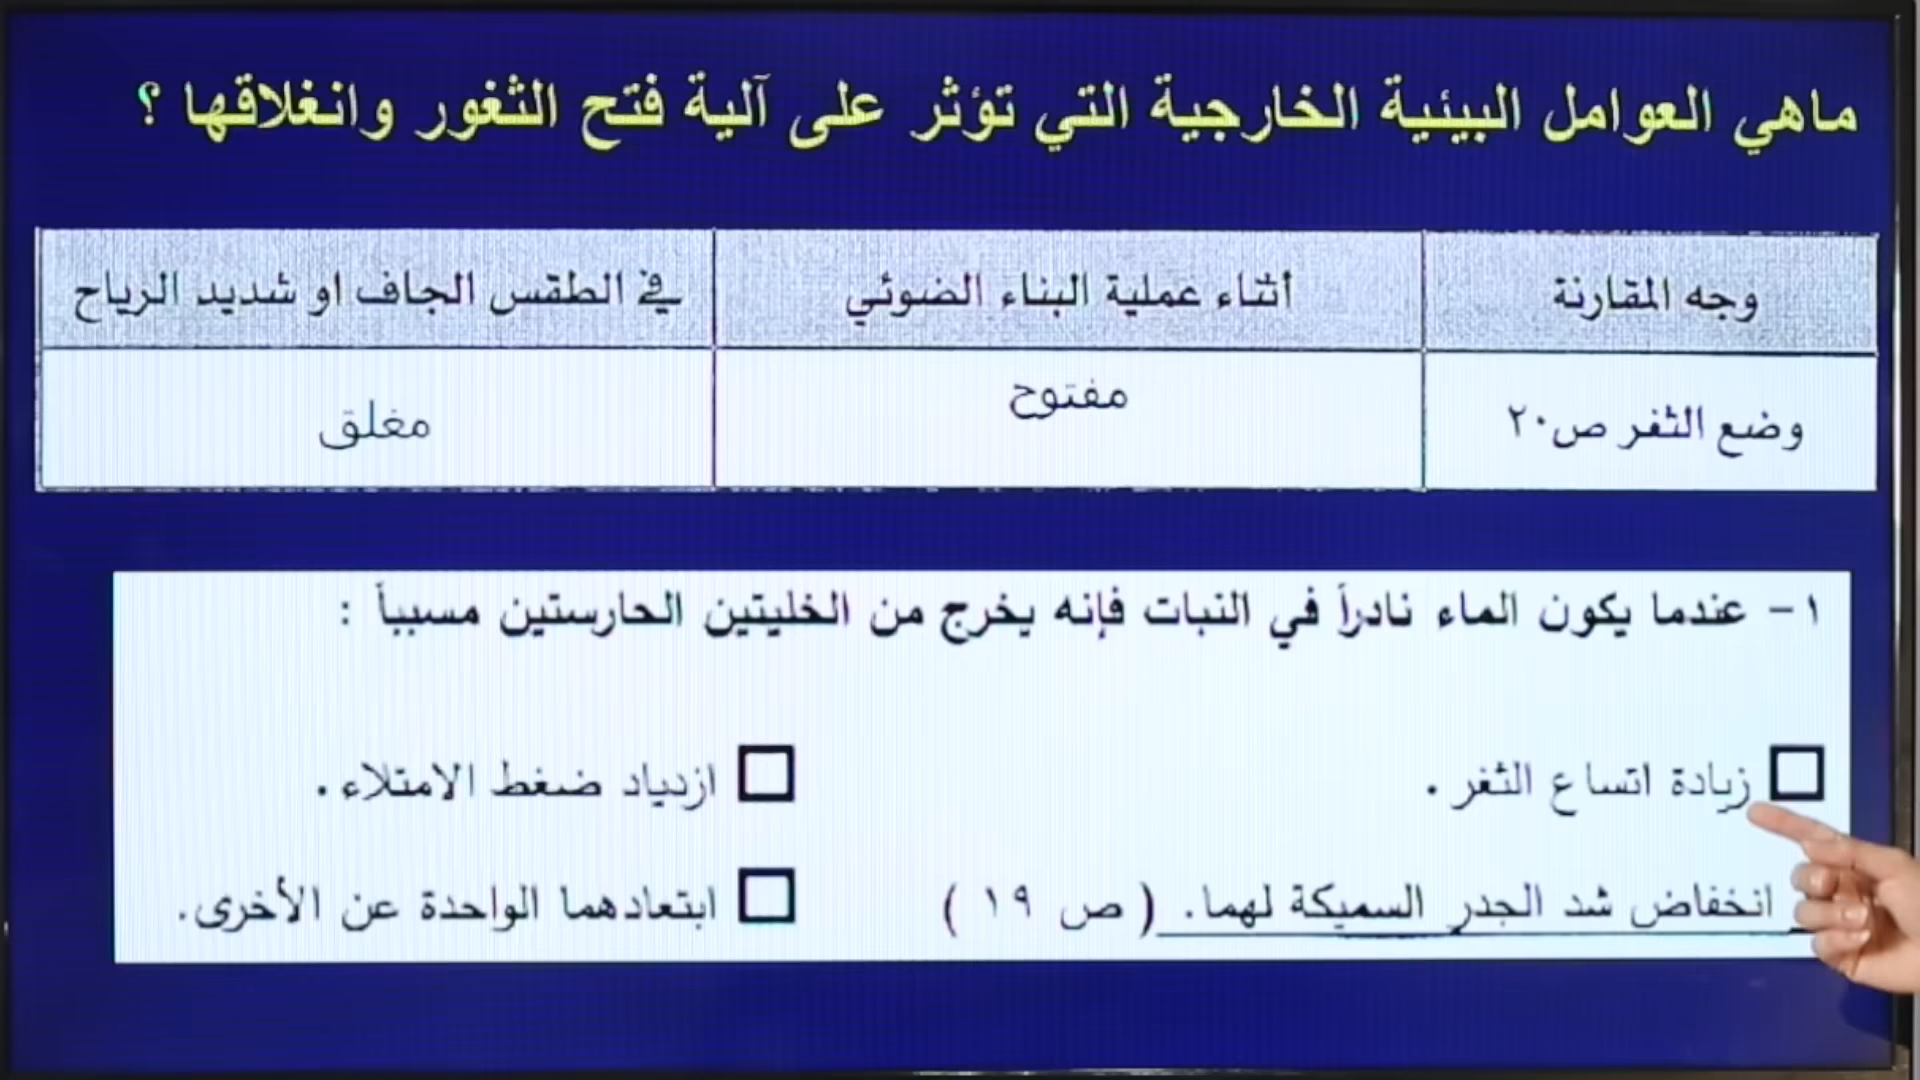 ماهي العوامل البيئية الخارجية التي تؤثر على آلية فتح الثغور وانغلاقها ؟
وجه المقارنة أثناء عملية البناء الضوئي في الطقس الجاف او شديد الرياح
وضع الثغر ص٢٠ مفتوح مغلق
١- عندما يكون الماء نادراً في النبات فإنه يخرج من الخليتين الحارستين مسبباً :
زيادة اتساع الثغر . ازدياد ضغط الامتلاء .
انخفاض شد الجدر السميكة لهما . ( ص ١٩ ) ابتعادهما الواحدة عن الأخرى .